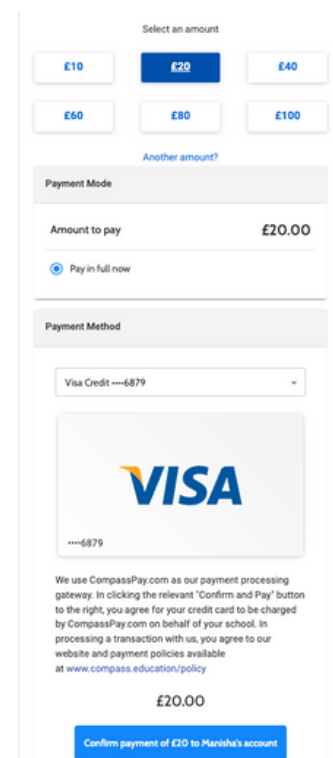 Select an amount
£10 £20 £40
£60 £80 £100
Another amount?
Payment Mode
Amount to pay £20.00
Pay in full now
Payment Method
Visa Credit ····6879
VISA
····6879
We use CompassPay.com as our payment processing
gateway. In clicking the relevant "Confirm
and Pay" button
to the right, you agree for your credit card to be charged
by CompassPay.com on behalf of your school. In
processing a transaction with us, you agree to our
website and payment policies available
at www.compass.education/policy
£20.00
Confirm payment of £20 to Manisha's account